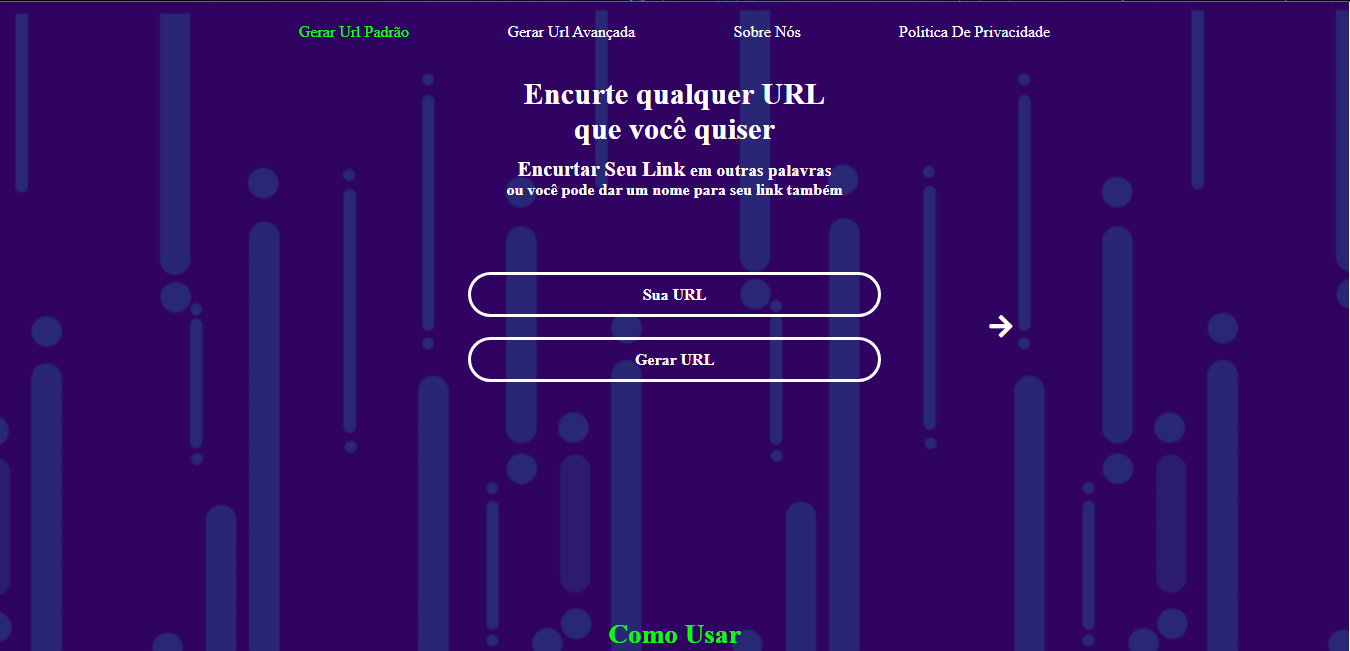 Gerar Url Padrão Gerar Url Avançada Sobre Nós Politica De Privacidade
Encurte qualquer URL
que você quiser
Encurtar Seu Link em outras palavras
ou você pode dar um nome para seu link também
Sua URL
Gerar URL
Como Usar